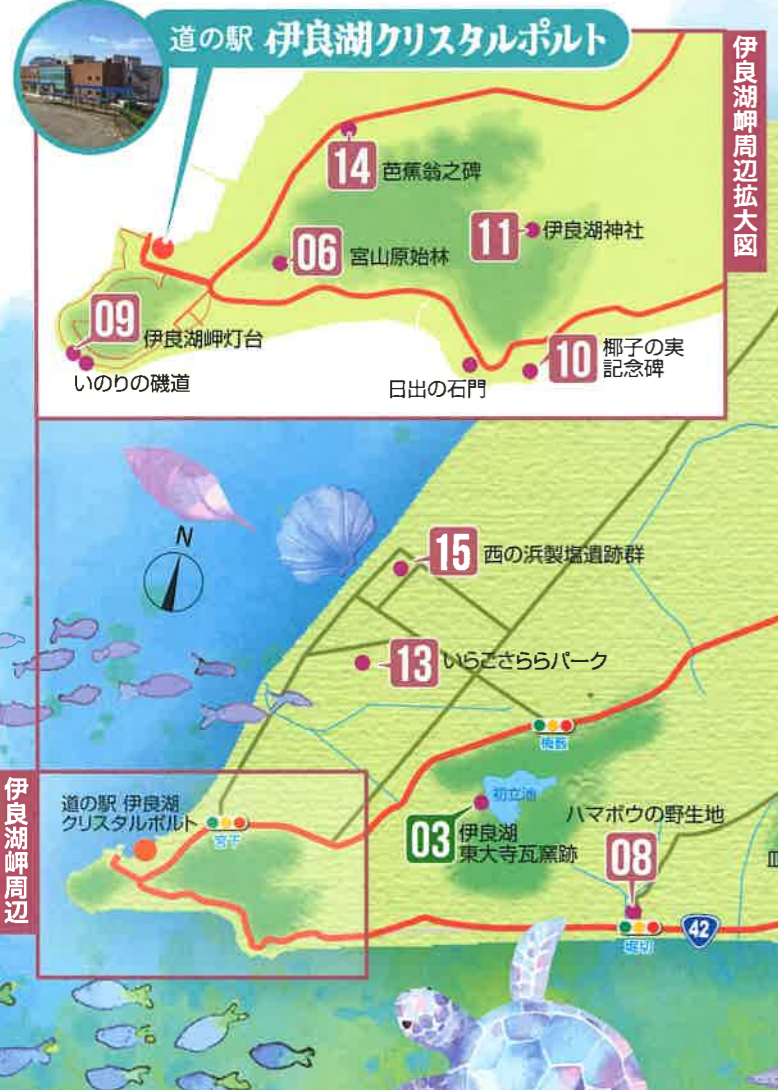 道の駅 伊良湖クリスタルポルト
伊良湖岬周辺拡大図
14 芭蕉翁之碑
11 伊良湖神社
06 宮山原始林
09 伊良湖岬灯台
いのりの磯道
日出の石門
10 椰子の実
記念碑
N
15 西の浜製塩遺跡群
13 いらごさららパーク
伊良湖岬周辺
道の駅 伊良湖
クリスタルポルト
宮下
初立池
03 伊良湖
東大寺瓦窯跡
ハマボウの野生地
08
堀切
42